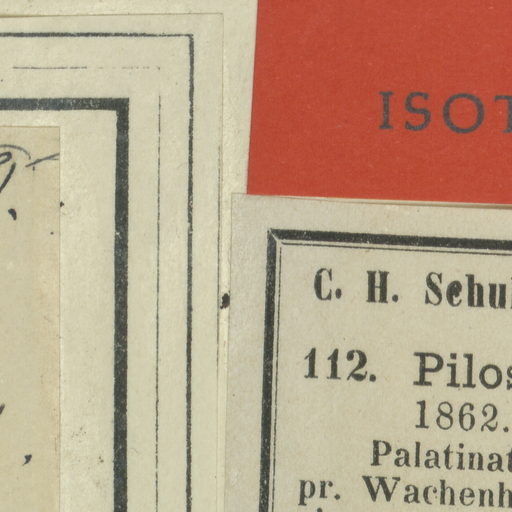 ISOT
C. H. Schul
112. Pilos
1862.
Palatinat
pr. Wachenh